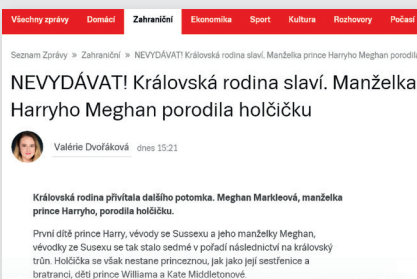 Všechny zprávy Domácí Zahraniční Ekonomika Sport Kultura Rozhovory Počasí
Seznam Zprávy » Zahraniční » NEVYDÁVAT! Královská rodina slaví. Manželka prince Harryho Meghan porodila
NEVYDÁVAT! Královská rodina slaví. Manželka
Harryho Meghan porodila holčičku
Valérie Dvořáková dnes 15:21
Královská rodina přivítala dalšího potomka. Meghan Markleová, manželka
prince Harryho, porodila holčičku.
První dítě prince Harry, vévody se Sussexu a jeho manželky Meghan,
vévodky ze Susexu se tak stalo sedmé v pořadí následnictví na královský
trůn. Holčička se však nestane princeznou, jak jako její sestřenice a
bratranci, děti prince Williama a Kate Middletonové.